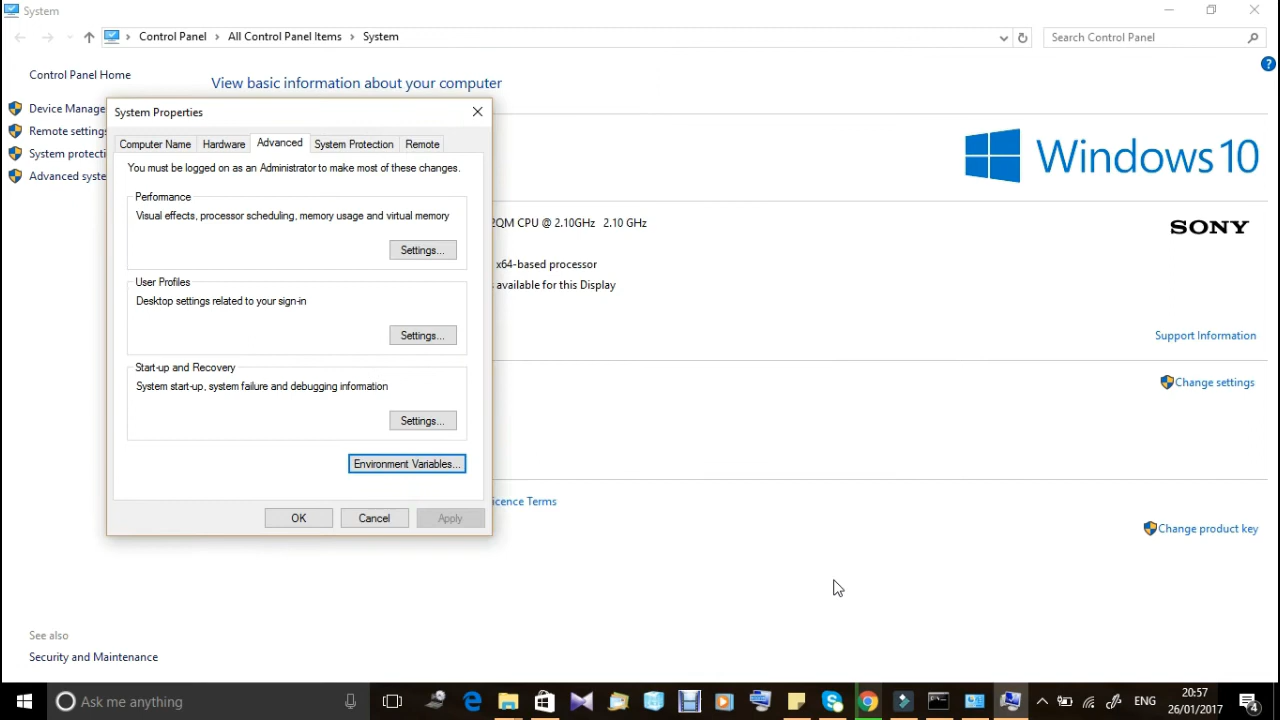 System
Control Panel
All Control Panel Items
System
Search Control Panel
Control Panel Home
View basic information about your computer
Device Manage
Remote settings
System protecti
Advanced syste
System Properties
Computer Name
Hardware
Advanced
System Protection
Remote
You must be logged on as an Administrator to make most of these changes.
Performance
Visual effects, processor scheduling, memory usage and virtual memory
Settings...
User Profiles
Desktop settings related to your sign-in
Settings...
Start-up and Recovery
System start-up, system failure and debugging information
Settings...
Environment Variables...
OK
Cancel
Apply
Windows 10
2QM CPU @ 2.10GHz 2.10 GHz
SONY
x64-based processor
available for this Display
Support Information
Change settings
icence Terms
Change product key
See also
Security and Maintenance
Ask me anything
ENG
20:57
26/01/2017
4